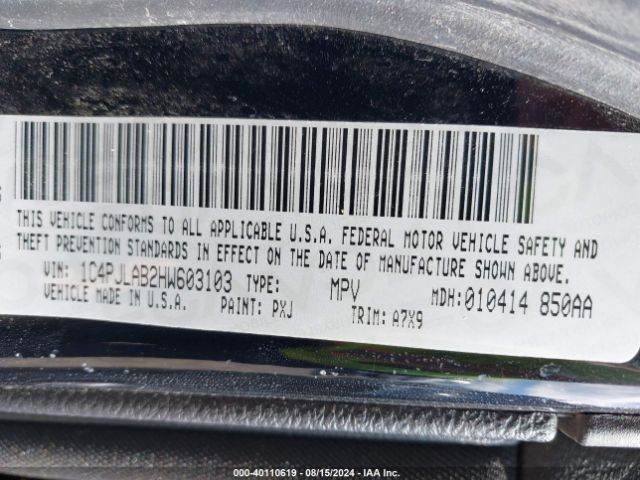 THIS VEHICLE CONFORMS TO ALL APPLICABLE U.S.A. FEDERAL MOTOR VEHICLE SAFETY AND
THEFT PREVENTION STANDARDS IN EFFECT ON THE DATE OF MANUFACTURE SHOWN ABOVE.
VIN: 1C4PJLAB2HW603103 TYPE: MPV MDH:010414 850AA
VEHICLE MADE IN U.S.A. PAINT: PXJ TRIM: A7X9
000-40110619 - 08/15/2024 - IAA Inc.